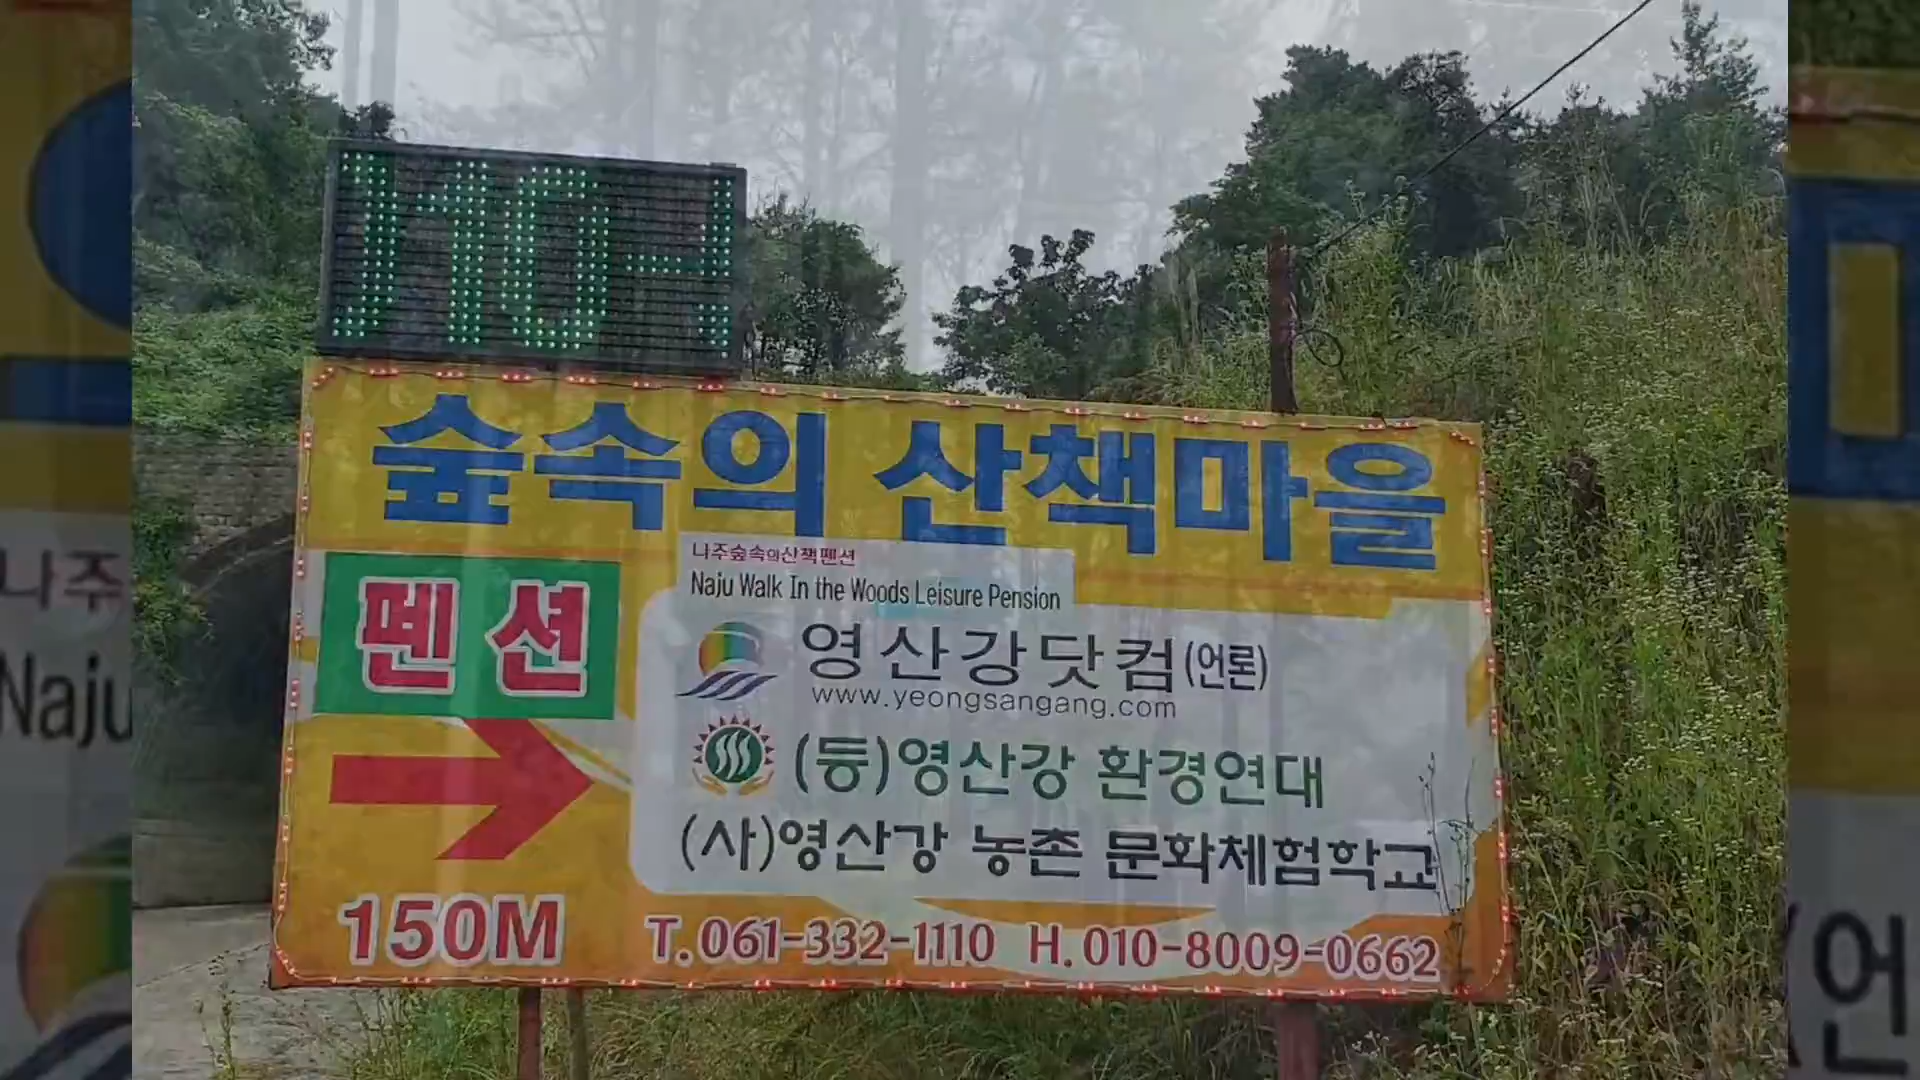 110-
숲속의 산책마을
나주숲속의산책펜션
Naju Walk In the Woods Leisure Pension
펜션
영산강닷컴(언론)
www.yeongsangang.com
(등)영산강 환경연대
(사)영산강 농촌 문화체험학교
150M
T.061-332-1110 H.010-8009-0662